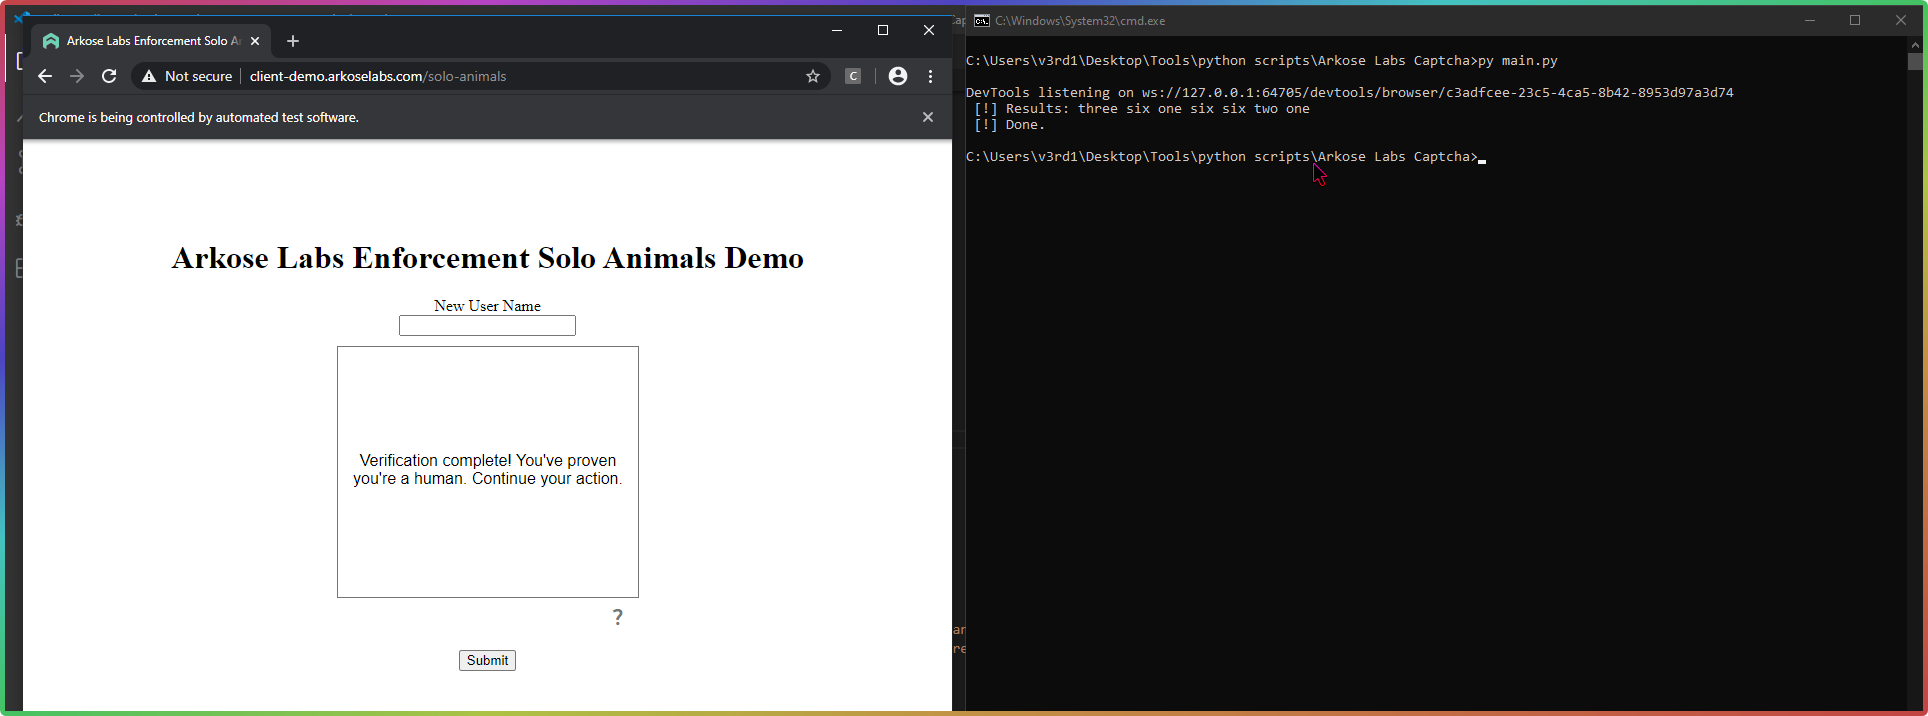 Arkose Labs Enforcement Solo Ar
Not secure
client-demo.arkoselabs.com/solo-animals
C
Chrome is being controlled by automated test software.
Arkose Labs Enforcement Solo Animals Demo
New User Name
Verification complete! You've proven
you're a human. Continue your action.
?
Submit
C:\Windows\System32\cmd.exe
C:\Users\v3rd1\Desktop\Tools\python scripts\Arkose Labs Captcha>py main.py
DevTools listening on ws://127.0.0.1:64705/devtools/browser/c3adfcee-23c5-4ca5-8b42-8953d97a3d74
[!] Results: three six one six six two one
[!] Done.
C:\Users\v3rd1\Desktop\Tools\python scripts\Arkose Labs Captcha>